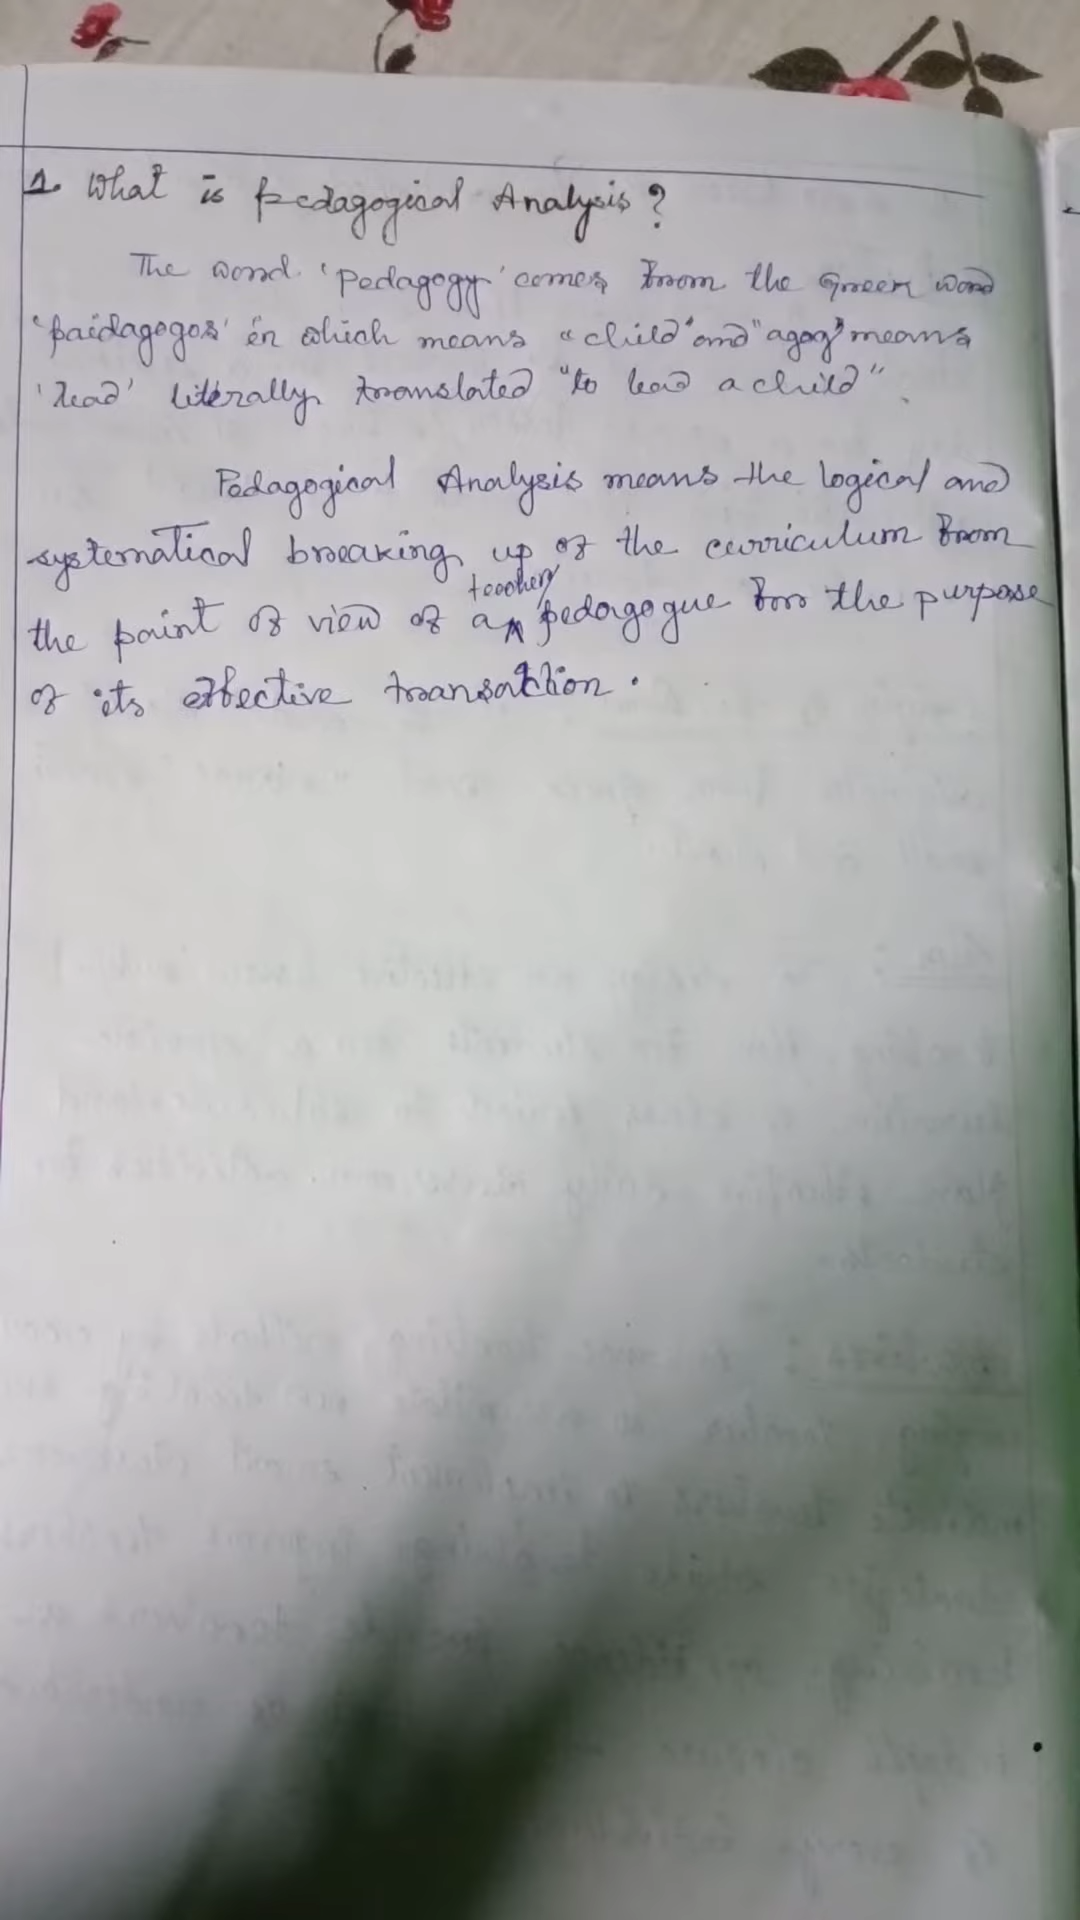 1. What is pedagogical Analysis?
The word 'pedagogy' comes from the Greek word
'paidagogos' in which means "child" and "agog" means
'lead' literally translated "to lead a child".
Pedagogical Analysis means the logical and
systematical breaking up of the curriculum from
teacher/
the point of view of a pedagogue for the purpose
of its effective transaction.